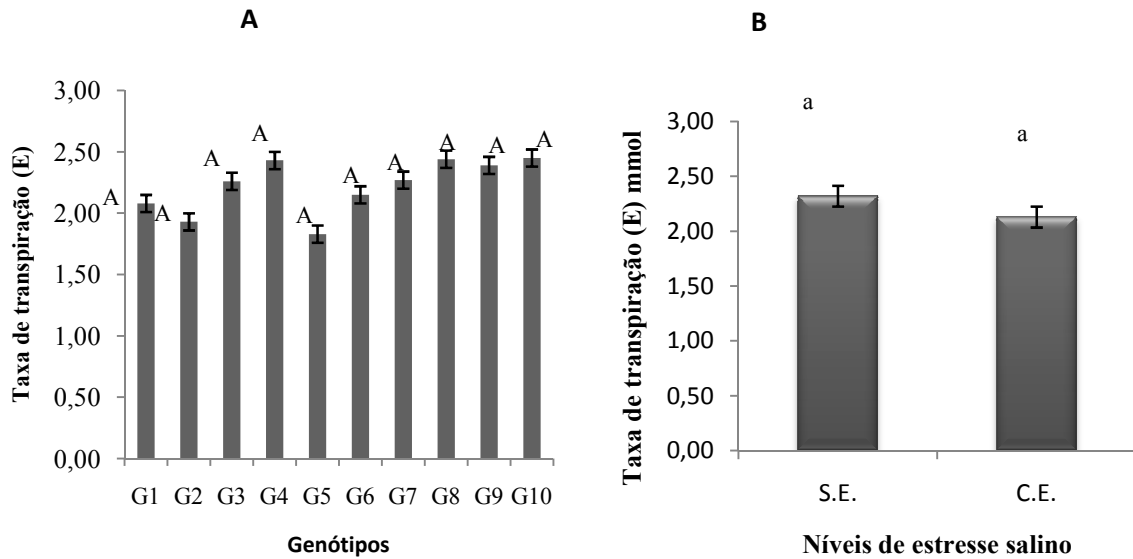 A
Taxa de transpiração (E)
3,00
2,50
2,00
1,50
1,00
0,50
0,00
A A A A A A A A A A
G1 G2 G3 G4 G5 G6 G7 G8 G9 G10
Genótipos
B
Taxa de transpiração (E) mmol
3,00
2,50
2,00
1,50
1,00
0,50
0,00
a a
S.E. C.E.
Níveis de estresse salino